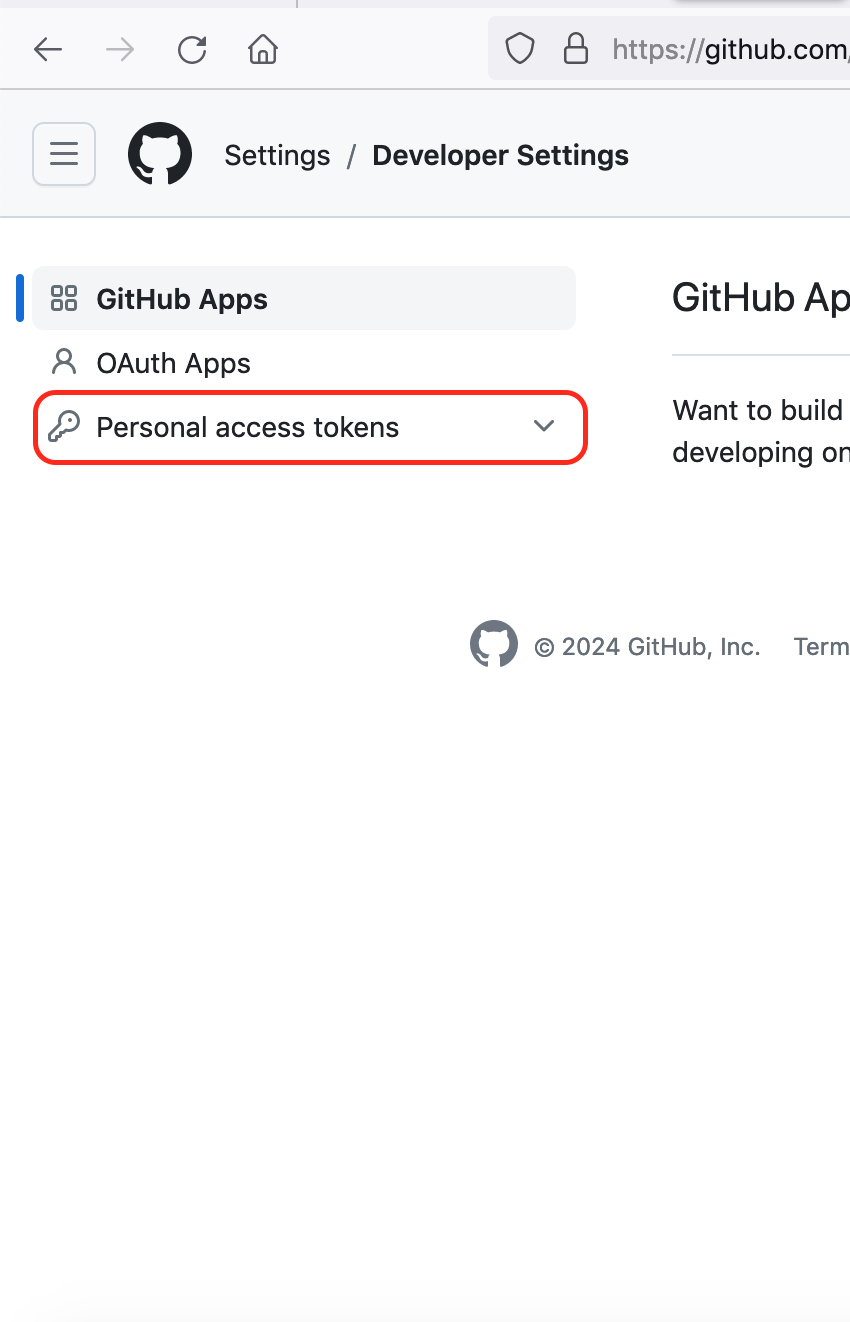 https://github.com/
Settings / Developer Settings
GitHub Apps
OAuth Apps
Personal access tokens
GitHub Ap
Want to build
developing on
© 2024 GitHub, Inc. Term